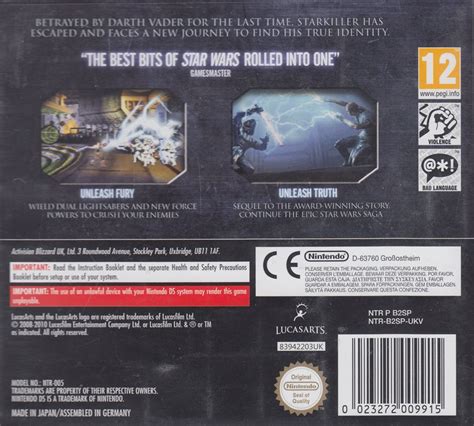 BETRAYED BY DARTH VADER FOR THE LAST TIME, STARKILLER HAS
ESCAPED AND FACES A NEW JOURNEY TO FIND HIS TRUE IDENTITY.
"THE BEST BITS OF STAR WARS ROLLED INTO ONE"
GAMESMASTER
12
www.pegi.info
VIOLENCE
BAD LANGUAGE
UNLEASH FURY
WIELD DUAL LIGHTSABERS AND NEW FORCE
POWERS TO CRUSH YOUR ENEMIES
UNLEASH TRUTH
SEQUEL TO THE AWARD-WINNING STORY,
CONTINUE THE EPIC STAR WARS SAGA
Activision Blizzard UK, Ltd. 3 Roundwood Avenue, Stockley Park, Uxbridge, UB11 1AF.
IMPORTANT: Read the Instruction Booklet and the separate Health and Safety Precautions
Booklet before setting up or using your system.
IMPORTANT: The use of an unlawful device with your Nintendo DS system may render this game
unplayable.
LucasArts and the LucasArts logo are registered trademarks of Lucasfilm Ltd.
© 2008-2010 Lucasfilm Entertainment Company Ltd. or Lucasfilm Ltd. & ® or TM
as indicated. All rights reserved.
LUCASARTS
83942203UK
Nintendo
D-63760 Großostheim
PLEASE RETAIN THE PACKAGING.
NTR P B2SP
NTR-B2SP-UKV
MODEL NO.: NTR-005
TRADEMARKS ARE PROPERTY OF THEIR RESPECTIVE OWNERS.
NINTENDO DS IS A TRADEMARK OF NINTENDO.
MADE IN JAPAN/ASSEMBLED IN GERMANY
Original
Nintendo
Seal of Quality
0 023272 009915